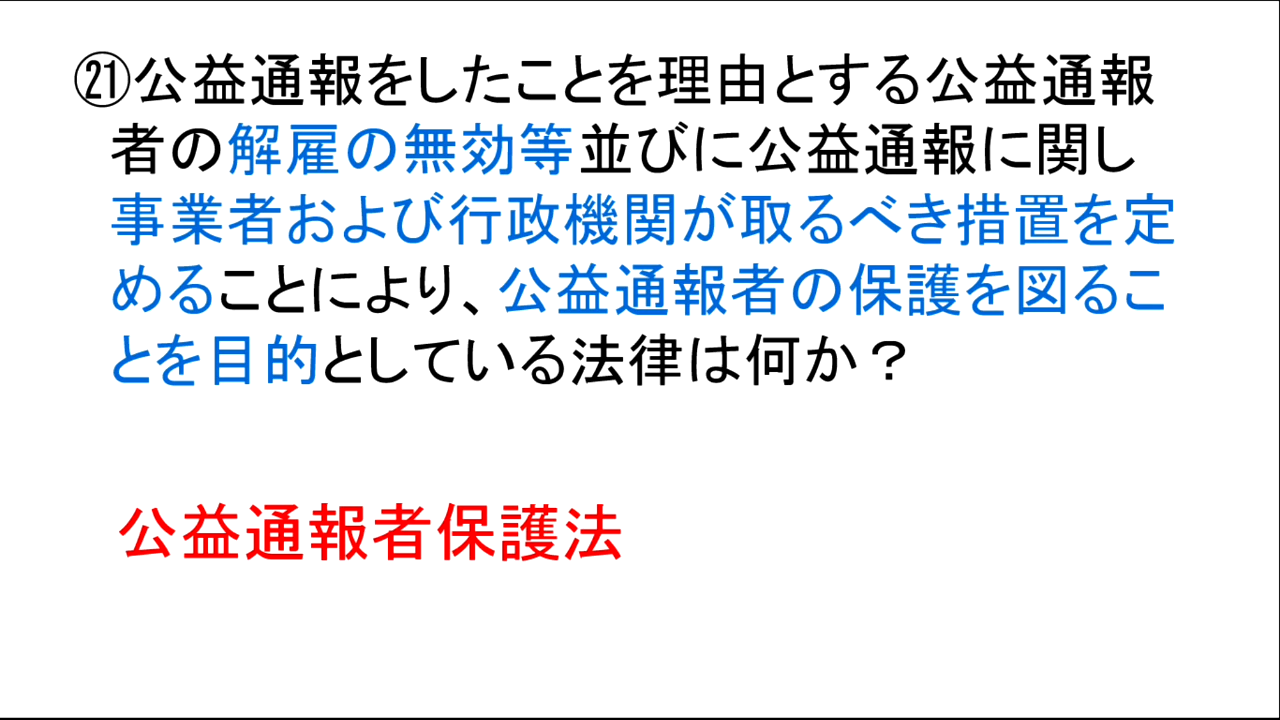 ㉑公益通報をしたことを理由とする公益通報
者の解雇の無効等並びに公益通報に関し
事業者および行政機関が取るべき措置を定
めることにより、公益通報者の保護を図るこ
とを目的としている法律は何か？
公益通報者保護法